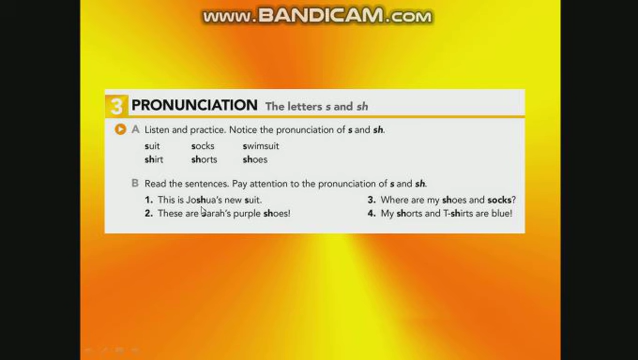 www.BANDICAM.com
3 PRONUNCIATION The letters s and sh
A Listen and practice. Notice the pronunciation of s and sh.
suit socks swimsuit
shirt shorts shoes
B Read the sentences. Pay attention to the pronunciation of s and sh.
1. This is Joshua's new suit.
2. These are Sarah's purple shoes!
3. Where are my shoes and socks?
4. My shorts and T-shirts are blue!